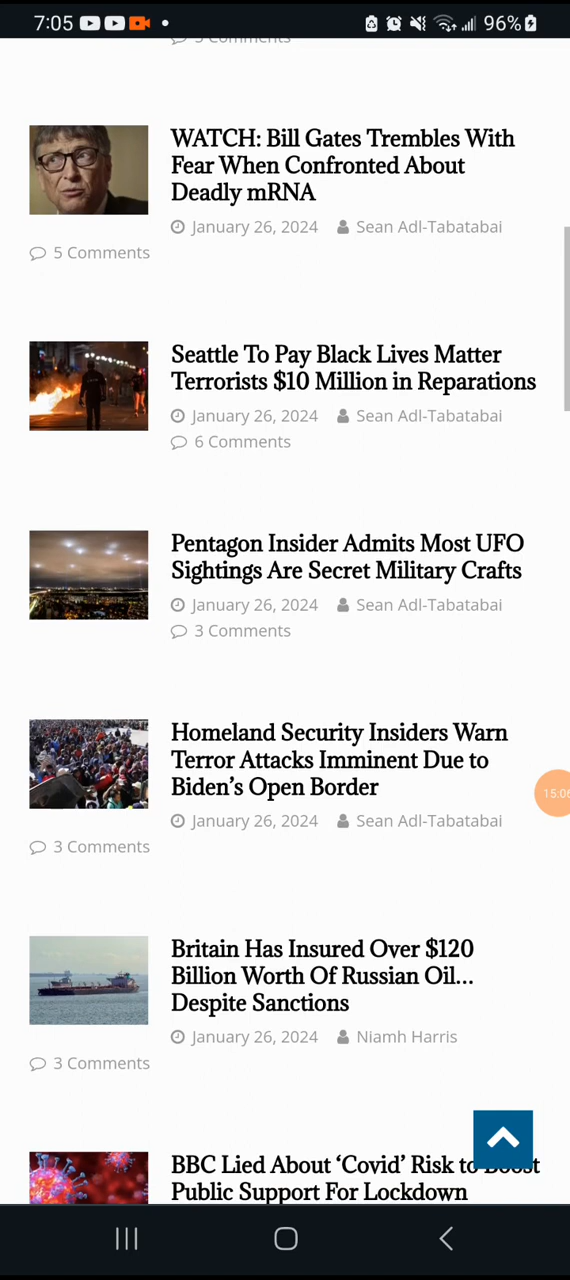 7:05
96%
5 Comments
WATCH: Bill Gates Trembles With
Fear When Confronted About
Deadly mRNA
January 26, 2024 Sean Adl-Tabatabai
5 Comments
Seattle To Pay Black Lives Matter
Terrorists $10 Million in Reparations
January 26, 2024 Sean Adl-Tabatabai
6 Comments
Pentagon Insider Admits Most UFO
Sightings Are Secret Military Crafts
January 26, 2024 Sean Adl-Tabatabai
3 Comments
Homeland Security Insiders Warn
Terror Attacks Imminent Due to
Biden’s Open Border
15:06
January 26, 2024 Sean Adl-Tabatabai
3 Comments
Britain Has Insured Over $120
Billion Worth Of Russian Oil…
Despite Sanctions
January 26, 2024 Niamh Harris
3 Comments
BBC Lied About ‘Covid’ Risk to Boost
Public Support For Lockdown